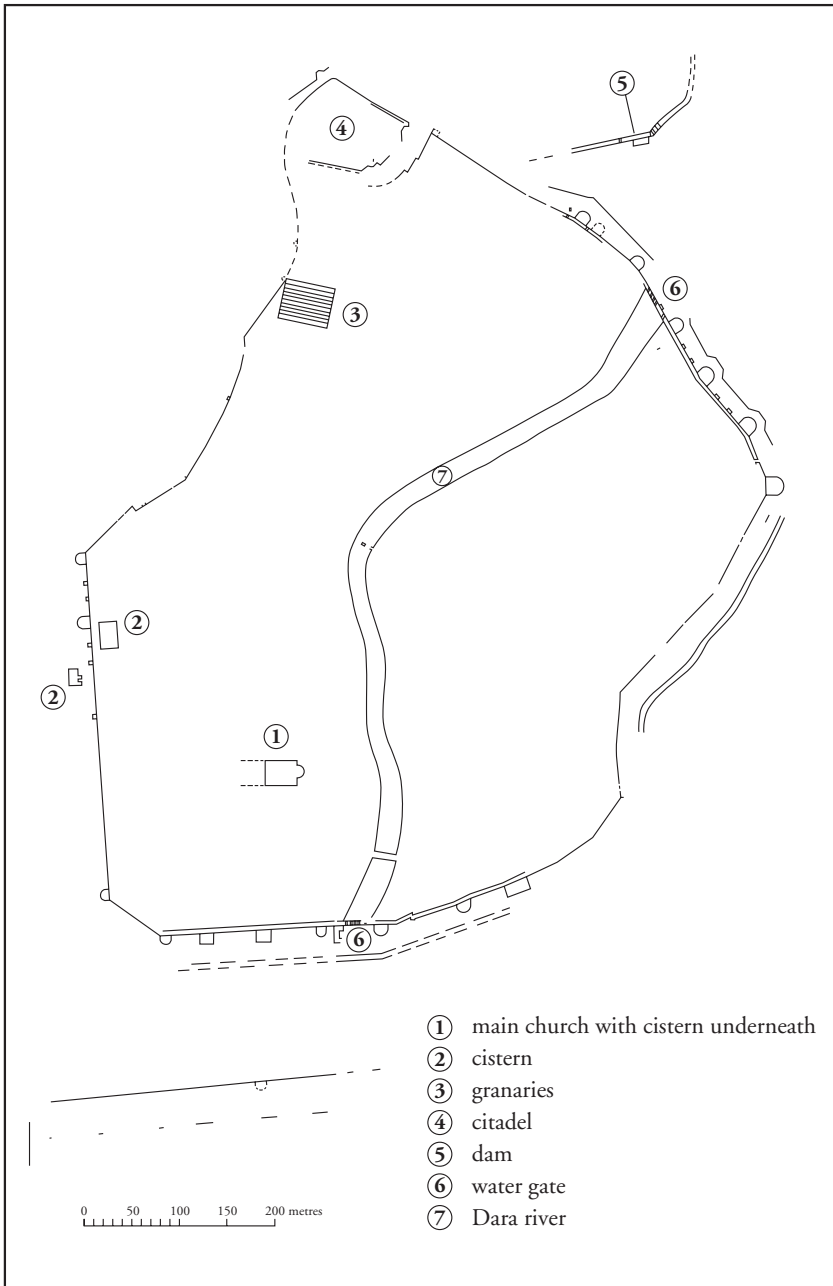 5
4
6
3
7
2
2
1
6
1 main church with cistern underneath
2 cistern
3 granaries
4 citadel
5 dam
6 water gate
7 Dara river
0 50 100 150 200 metres